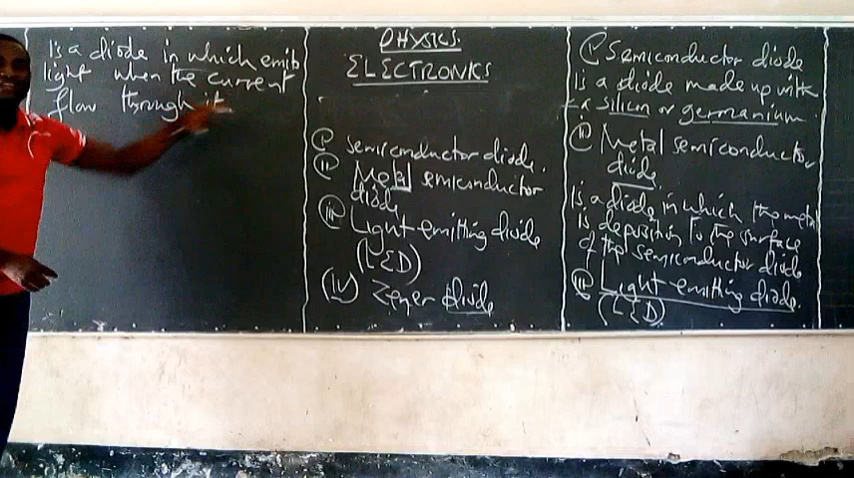 PHYSICS.
ELECTRONICS
(i) semiconductor diode.
(ii) Metal semiconductor
diode
(iii) Light emitting diode
(LED)
(iv) Zener diode
(i) Semiconductor diode
Is a diode made up with
a silicon or germanium
(ii) Metal semiconductor
diode
Is a diode in which the metal
is deposition to the surface
of the semiconductor diode
(iii) Light emitting diode.
(LED)
Is a diode in which emit
light when the current
flow through it